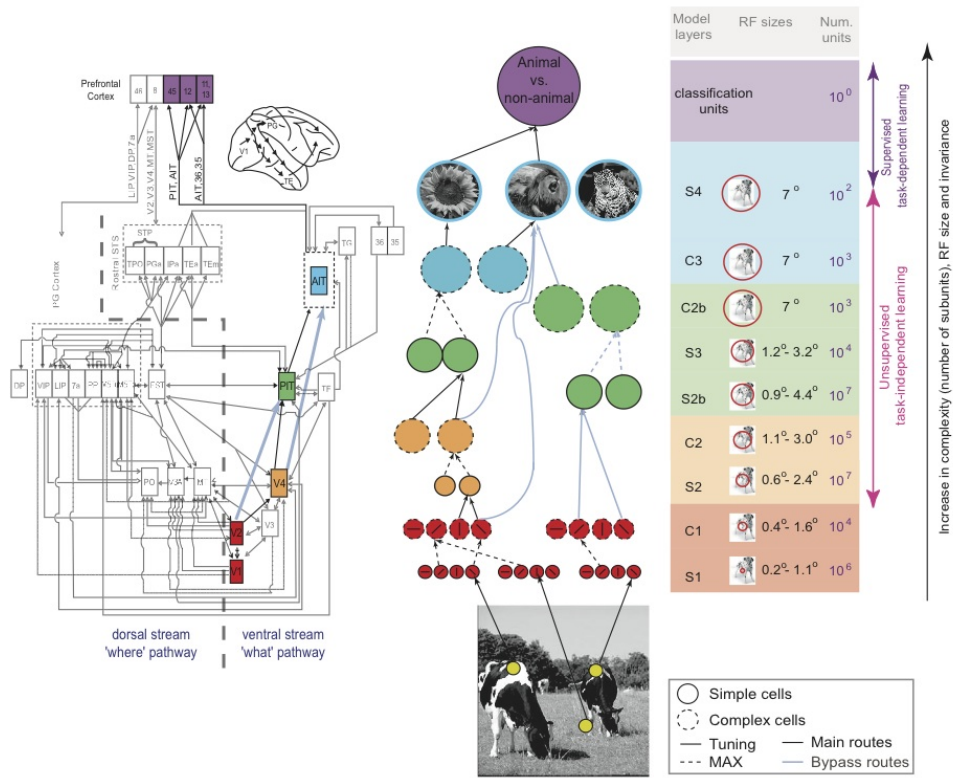 Prefrontal
Cortex
46
8
45
12
11,
13
LIP,VIP,DP,7a
V2,V3,V4,MT,MST
PIT, AIT
AIT,36,35
V1
PG
TE
Rostral STS
STP
TPO
PGa
IPa
TEa
TEm
TG
36
35
AIT
DP
VIP
LIP
7a
FST
PIT
TF
PO
V4
V3
V2
V1
dorsal stream
'where' pathway
ventral stream
'what' pathway
Animal
vs.
non-animal
Model
layers
RF sizes
Num.
units
classification
units
10⁰
S4
7 °
10²
C3
7 °
10³
C2b
7 °
10³
S3
1.2°- 3.2°
10⁴
S2b
0.9°- 4.4°
10⁷
C2
1.1°- 3.0°
10⁵
S2
0.6°- 2.4°
10⁷
C1
0.4°- 1.6°
10⁴
S1
0.2°- 1.1°
10⁶
Supervised
task-dependent learning
Unsupervised
task-independent learning
Increase in complexity (number of subunits), RF size and invariance
Simple cells
Complex cells
Tuning
Main routes
MAX
Bypass routes